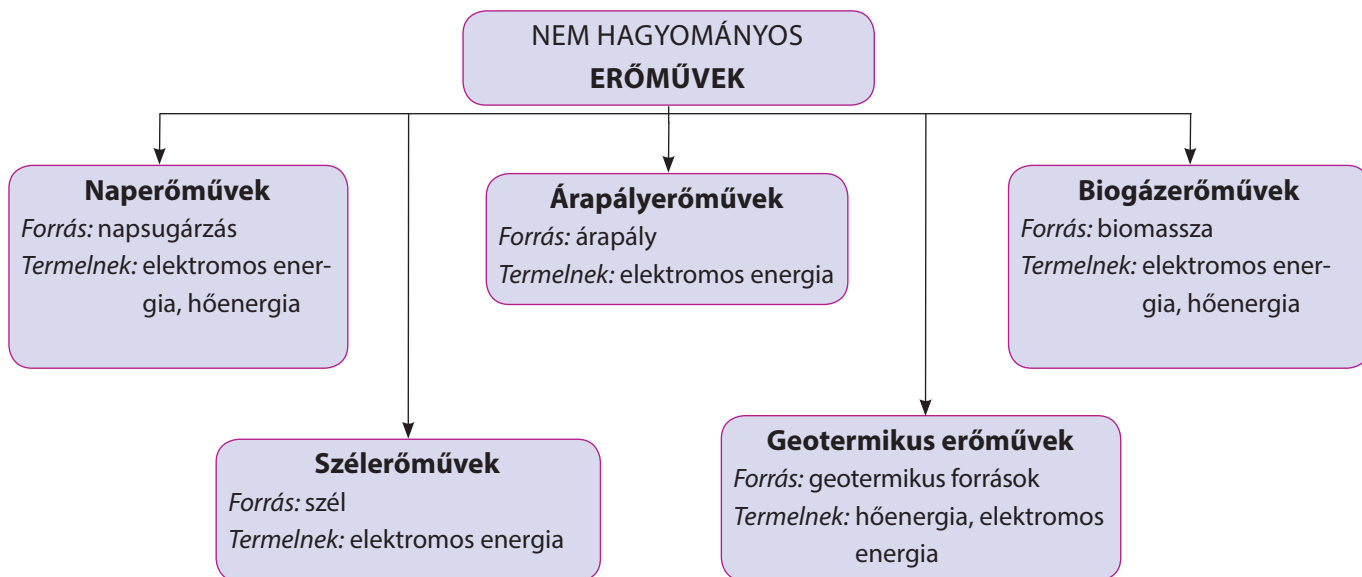 NEM HAGYOMÁNYOS
ERŐMŰVEK
Naperőművek
Forrás: napsugárzás
Termelnek: elektromos ener-
gia, hőenergia
Árapályerőművek
Forrás: árapály
Termelnek: elektromos energia
Biogázerőművek
Forrás: biomassza
Termelnek: elektromos ener-
gia, hőenergia
Szélerőművek
Forrás: szél
Termelnek: elektromos energia
Geotermikus erőművek
Forrás: geotermikus források
Termelnek: hőenergia, elektromos
energia